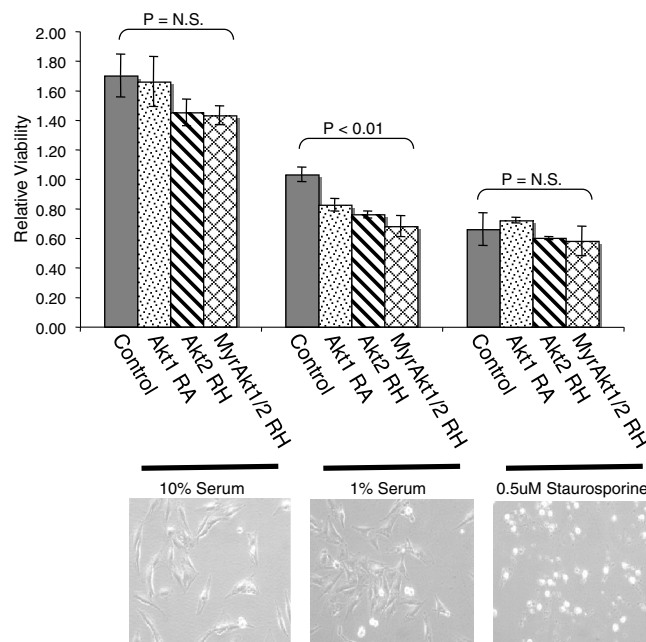 P = N.S.
2.00
1.80
1.60
1.40
1.20
1.00
0.80
0.60
0.40
0.20
0.00
Relative Viability
P < 0.01
P = N.S.
Control
Akt1 RA
Akt2 RH
MyrAkt1/2 RH
Control
Akt1 RA
Akt2 RH
MyrAkt1/2 RH
Control
Akt1 RA
Akt2 RH
MyrAkt1/2 RH
10% Serum
1% Serum
0.5uM Staurosporine